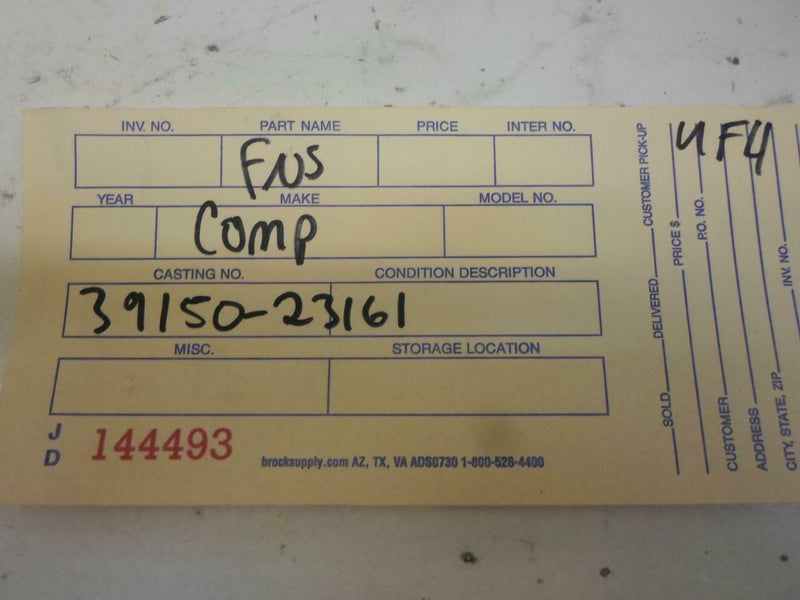 INV. NO. PART NAME PRICE INTER NO.
FNS
YEAR MAKE MODEL NO.
Comp
CASTING NO. CONDITION DESCRIPTION
39150-23161
MISC. STORAGE LOCATION
J
D
144493
brocksupply.com AZ, TX, VA ADS0730 1-800-528-4400
SOLD DELIVERED CUSTOMER PICK-UP
PRICE $
P.O. NO.
CUSTOMER
ADDRESS
INV. NO.
CITY, STATE, ZIP
4F4